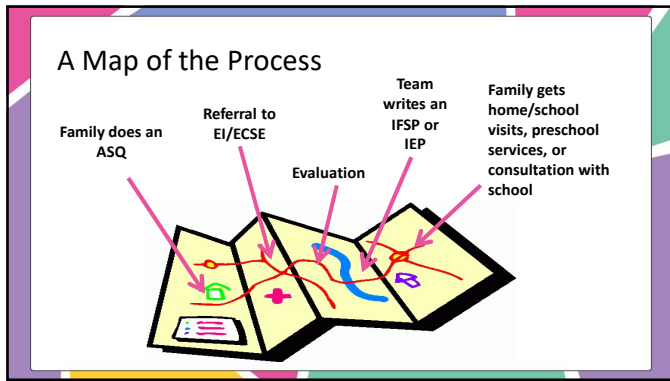 A Map of the Process
Family does an
ASQ
Referral to
EI/ECSE
Evaluation
Team
writes an
IFSP or
IEP
Family gets
home/school
visits, preschool
services, or
consultation with
school